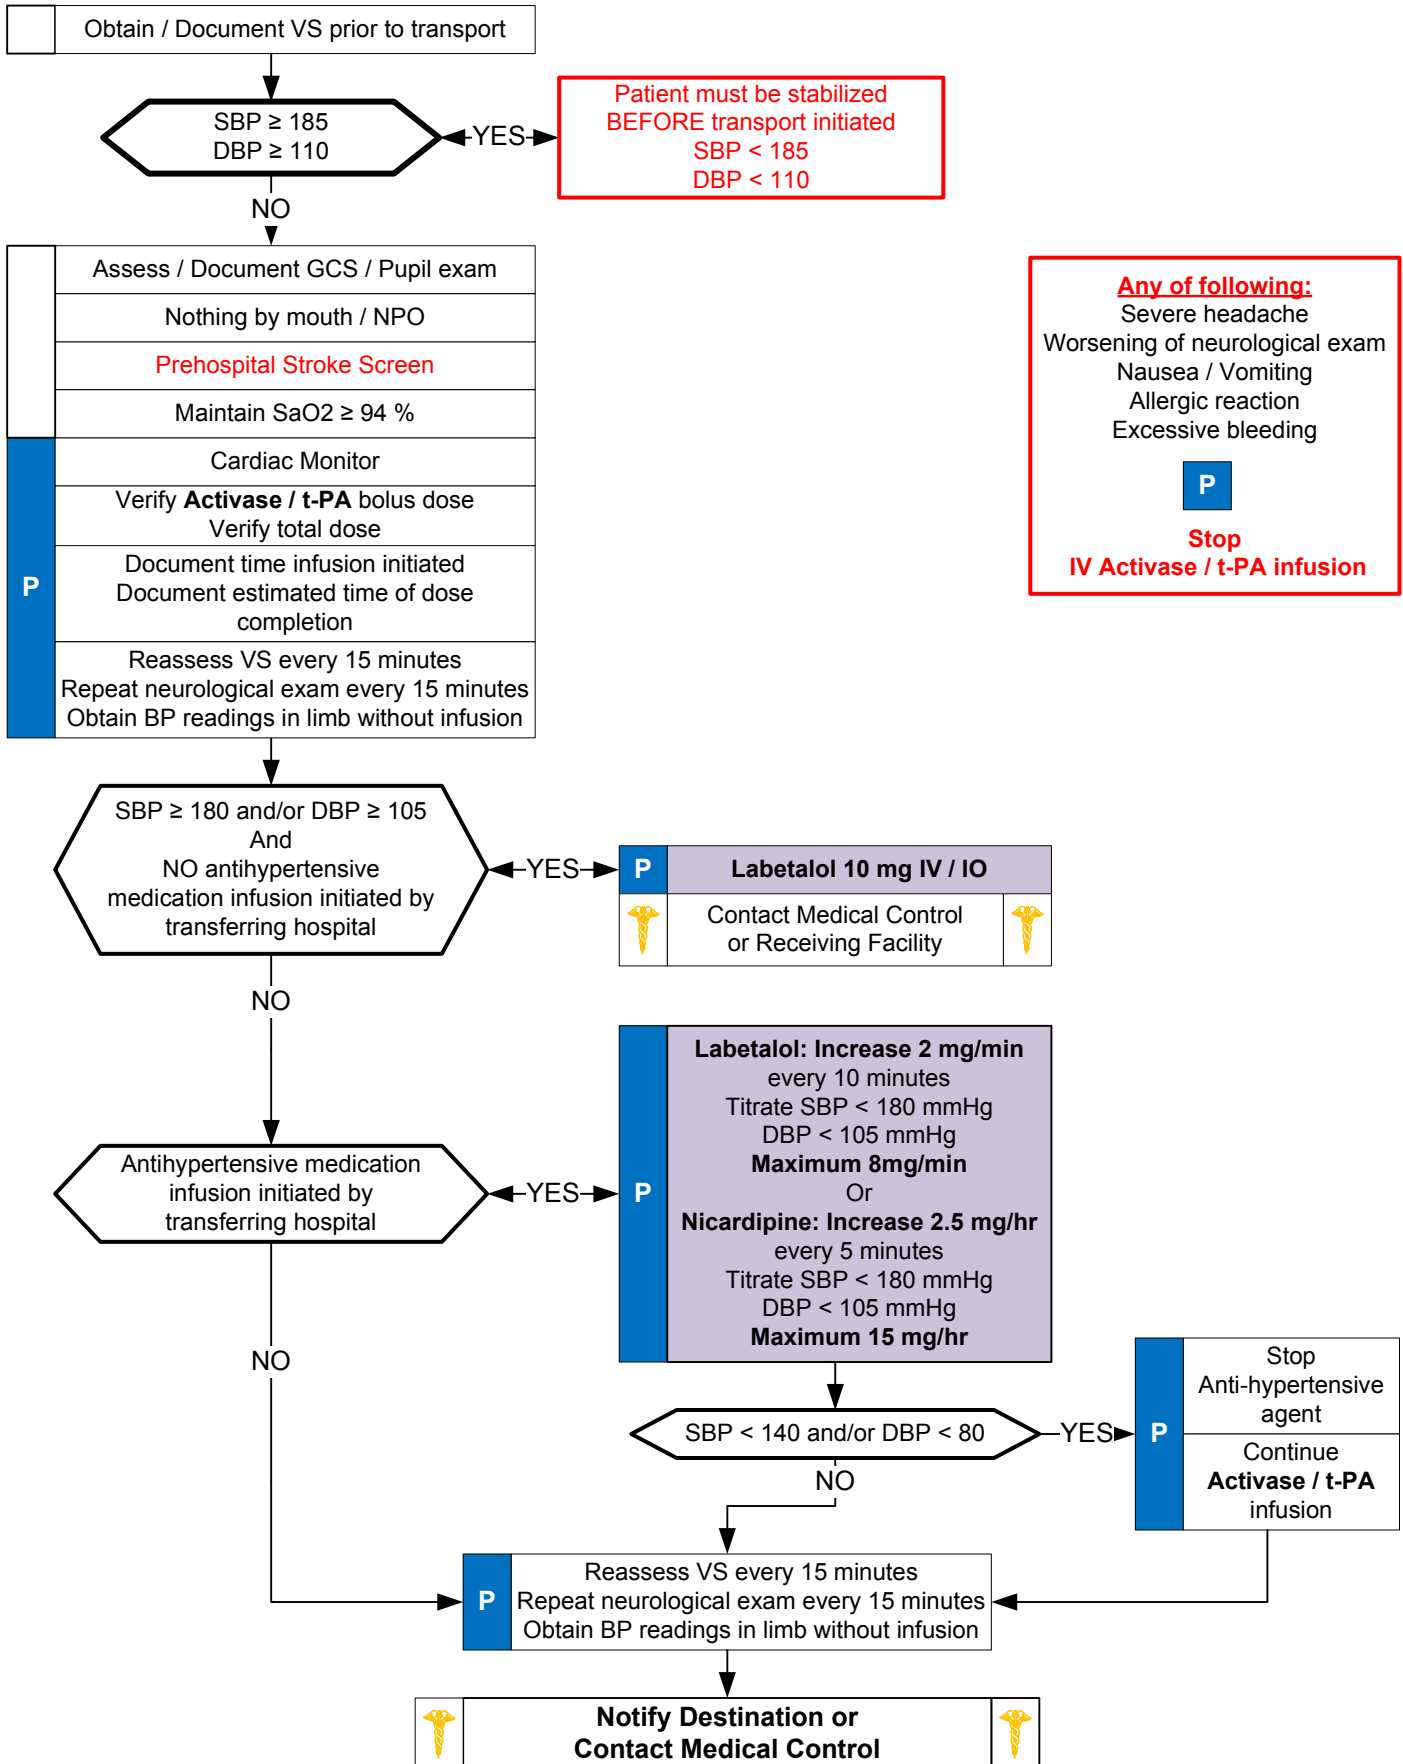 Obtain / Document VS prior to transport
SBP ≥ 185
DBP ≥ 110
YES
Patient must be stabilized
BEFORE transport initiated
SBP < 185
DBP < 110
NO
Assess / Document GCS / Pupil exam
Nothing by mouth / NPO
Prehospital Stroke Screen
Maintain SaO2 ≥ 94 %
P
Cardiac Monitor
Verify Activase / t-PA bolus dose
Verify total dose
Document time infusion initiated
Document estimated time of dose
completion
Reassess VS every 15 minutes
Repeat neurological exam every 15 minutes
Obtain BP readings in limb without infusion
Any of following:
Severe headache
Worsening of neurological exam
Nausea / Vomiting
Allergic reaction
Excessive bleeding
P
Stop
IV Activase / t-PA infusion
SBP ≥ 180 and/or DBP ≥ 105
And
NO antihypertensive
medication infusion initiated by
transferring hospital
YES
P
Labetalol 10 mg IV / IO
Contact Medical Control
or Receiving Facility
NO
Antihypertensive medication
infusion initiated by
transferring hospital
YES
P
Labetalol: Increase 2 mg/min
every 10 minutes
Titrate SBP < 180 mmHg
DBP < 105 mmHg
Maximum 8mg/min
Or
Nicardipine: Increase 2.5 mg/hr
every 5 minutes
Titrate SBP < 180 mmHg
DBP < 105 mmHg
Maximum 15 mg/hr
NO
SBP < 140 and/or DBP < 80
YES
P
Stop
Anti-hypertensive
agent
Continue
Activase / t-PA
infusion
NO
P
Reassess VS every 15 minutes
Repeat neurological exam every 15 minutes
Obtain BP readings in limb without infusion
Notify Destination or
Contact Medical Control